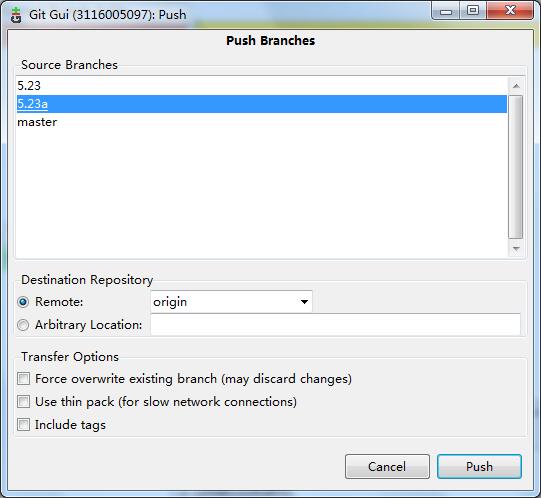 Git Gui (3116005097): Push
Push Branches
Source Branches
5.23
5.23a
master
Destination Repository
Remote: origin
Arbitrary Location:
Transfer Options
Force overwrite existing branch (may discard changes)
Use thin pack (for slow network connections)
Include tags
Cancel Push